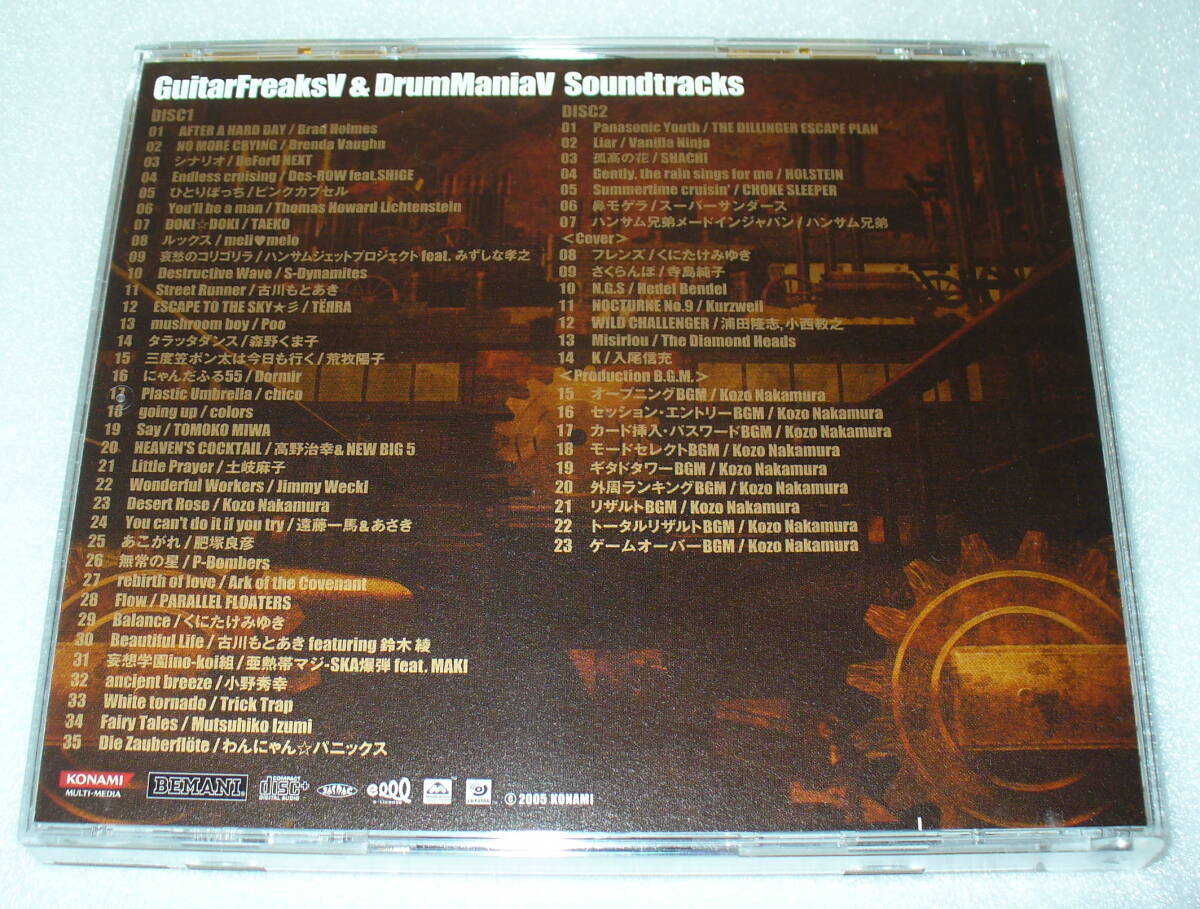 GuitarFreaksV & DrumManiaV Soundtracks
DISC1
01 AFTER A HARD DAY / Brad Holmes
02 NO MORE CRYING / Brenda Vaughn
03 シナリオ / BeForU NEXT
04 Endless cruising / Des-ROW feat.SHIGE
05 ひとりぼっち / ピンクカプセル
06 You'll be a man / Thomas Howard Lichtenstein
07 DOKI☆DOKI / TAEKO
08 ルックス / meli♥melo
09 哀愁のコリゴリラ / ハンサムジェットプロジェクト feat. みずしな孝之
10 Destructive Wave / S-Dynamites
11 Street Runner / 古川もとあき
12 ESCAPE TO THE SKY★彡 / TЁЯRA
13 mushroom boy / Poo
14 タラッタダンス / 森野くま子
15 三度笠ポン太は今日も行く / 荒牧陽子
16 にゃんだふる55 / Dormir
17 Plastic Umbrella / chico
18 going up / colors
19 Say / TOMOKO MIWA
20 HEAVEN'S COCKTAIL / 高野治幸& NEW BIG 5
21 Little Prayer / 土岐麻子
22 Wonderful Workers / Jimmy Weckl
23 Desert Rose / Kozo Nakamura
24 You can't do it if you try / 遠藤一馬&あさき
25 あこがれ / 肥塚良彦
26 無常の星 / P-Bombers
27 rebirth of love / Ark of the Covenant
28 Flow / PARALLEL FLOATERS
29 Balance / くにたけみゆき
30 Beautiful Life / 古川もとあき featuring 鈴木 綾
31 妄想学園ino-koi組 / 亜熱帯マジ-SKA爆弾 feat. MAKI
32 ancient breeze / 小野秀幸
33 White tornado / Trick Trap
34 Fairy Tales / Mutsuhiko Izumi
35 Die Zauberflöte / わんにゃん☆パニックス
DISC2
01 Panasonic Youth / THE DILLINGER ESCAPE PLAN
02 Liar / Vanilla Ninja
03 孤高の花 / SHACHI
04 Gently, the rain sings for me / HOLSTEIN
05 Summertime cruisin' / CHOKE SLEEPER
06 鼻モゲラ / スーパーサンダース
07 ハンサム兄弟メードインジャパン / ハンサム兄弟
<Cover>
08 フレンズ / くにたけみゆき
09 さくらんぼ / 寺島純子
10 N.G.S / Hedel Bendel
11 NOCTURNE No.9 / Kurzweil
12 WILD CHALLENGER / 浦田隆志,小西教之
13 Misirlou / The Diamond Heads
14 K / 入尾信充
<Production B.G.M.>
15 オープニングBGM / Kozo Nakamura
16 セッション・エントリーBGM / Kozo Nakamura
17 カード挿入・パスワードBGM / Kozo Nakamura
18 モードセレクトBGM / Kozo Nakamura
19 ギタドタワーBGM / Kozo Nakamura
20 外周ランキングBGM / Kozo Nakamura
21 リザルトBGM / Kozo Nakamura
22 トータルリザルトBGM / Kozo Nakamura
23 ゲームオーバーBGM / Kozo Nakamura
KONAMI
MULTI-MEDIA
BEMANI
COMPACT
disc+
DIGITAL AUDIO
JASRAC
℗ 2005 KONAMI